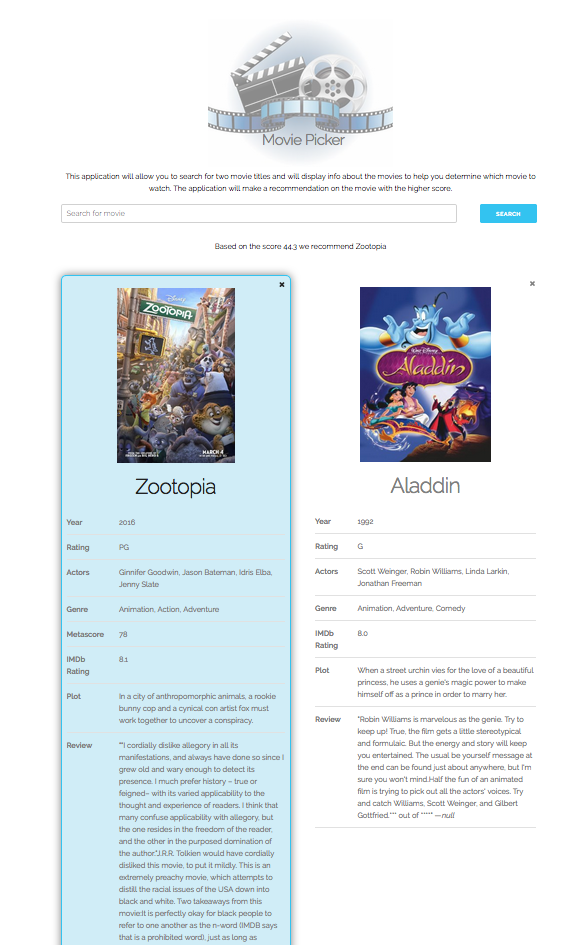 Movie Picker
This application will allow you to search for two movie titles and will display info about the movies to help you determine which movie to
watch. The application will make a recommendation on the movie with the higher score.
Search for movie
SEARCH
Based on the score 44.3 we recommend Zootopia
×
Disney
ZOOTOPIA
MARCH 4
Zootopia
Year 2016
Rating PG
Actors Ginnifer Goodwin, Jason Bateman, Idris Elba,
Jenny Slate
Genre Animation, Action, Adventure
Metascore 78
IMDb 8.1
Rating
Plot In a city of anthropomorphic animals, a rookie
bunny cop and a cynical con artist fox must
work together to uncover a conspiracy.
Review ""I cordially dislike allegory in all its
manifestations, and always have done so since I
grew old and wary enough to detect its
presence. I much prefer history – true or
feigned– with its varied applicability to the
thought and experience of readers. I think that
many confuse applicability with allegory, but
the one resides in the freedom of the reader,
and the other in the purposed domination of
the author."J.R.R. Tolkien would have cordially
disliked this movie, to put it mildly. This is an
extremely preachy movie, which attempts to
distill the racial issues of the USA down into
black and white. Two takeaways from this
movie:It is perfectly okay for black people to
refer to one another as the n-word (IMDB says
that is a prohibited word), just as long as
×
Walt Disney
Aladdin
Aladdin
Year 1992
Rating G
Actors Scott Weinger, Robin Williams, Linda Larkin,
Jonathan Freeman
Genre Animation, Adventure, Comedy
IMDb 8.0
Rating
Plot When a street urchin vies for the love of a beautiful
princess, he uses a genie's magic power to make
himself off as a prince in order to marry her.
Review "Robin Williams is marvelous as the genie. Try to
keep up! True, the film gets a little stereotypical
and formulaic. But the energy and story will keep
you entertained. The usual be yourself message at
the end can be found just about anywhere, but I'm
sure you won't mind.Half the fun of an animated
film is trying to pick out all the actors' voices. Try
and catch Williams, Scott Weinger, and Gilbert
Gottfried.*** out of ***** —null